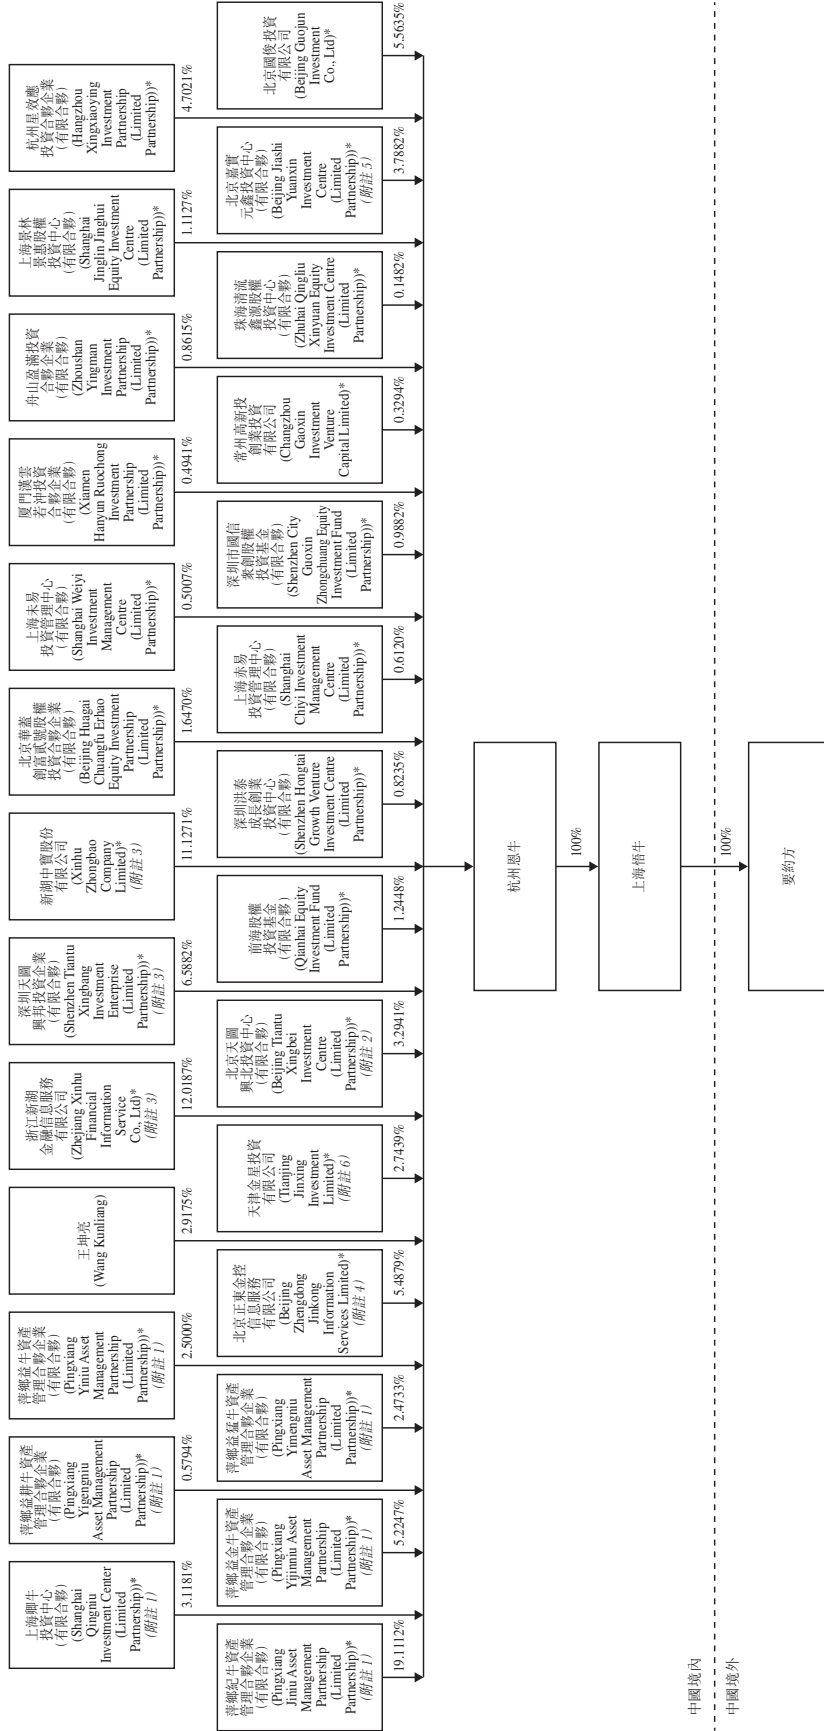 上海卿牛
投資中心
(有限合夥)
(Shanghai
Qingniu
Investment Center
(Limited
Partnership))*
(附註 1)
3.1181%
萍鄉益耕牛資產
管理合夥企業
(有限合夥)
(Pingxiang
Yigengniu
Asset Management
Partnership
(Limited
Partnership))*
(附註 1)
0.5794%
萍鄉益牛資產
管理合夥企業
(有限合夥)
(Pingxiang
Yiniu Asset
Management
Partnership
(Limited
Partnership))*
(附註 1)
2.5000%
王坤亮
(Wang Kunliang)
2.9175%
浙江新湖
金融信息服務
有限公司
(Zhejiang Xinhu
Financial
Information
Service
Co., Ltd)*
(附註 3)
12.0187%
深圳天圖
興邦投資企業
(有限合夥)
(Shenzhen Tiantu
Xingbang
Investment
Enterprise
(Limited
Partnership))*
(附註 3)
6.5882%
新湖中寶股份
有限公司
(Xinhu
Zhongbao
Company
Limited)*
(附註 3)
11.1271%
北京華蓋
創富貳號股權
投資合夥企業
(有限合夥)
(Beijing Huagai
Chuangfu Erhao
Equity Investment
Partnership
(Limited
Partnership))*
1.6470%
上海未易
投資管理中心
(有限合夥)
(Shanghai Weiyi
Investment
Management
Centre
(Limited
Partnership))*
0.5007%
廈門漢雲
若沖投資
合夥企業
(有限合夥)
(Xiamen
Hanyun Ruochong
Investment
Partnership
(Limited
Partnership))*
0.4941%
舟山盈滿投資
合夥企業
(有限合夥)
(Zhoushan
Yingman
Investment
Partnership
(Limited
Partnership))*
0.8615%
上海景林
景惠股權
投資中心
(有限合夥)
(Shanghai
Jinglin Jinghui
Equity Investment
Centre
(Limited
Partnership))*
1.1127%
杭州星效應
投資合夥企業
(有限合夥)
(Hangzhou
Xingxiaoying
Investment
Partnership
(Limited
Partnership))*
4.7021%
萍鄉紀牛資產
管理合夥企業
(有限合夥)
(Pingxiang
Jiniu Asset
Management
Partnership
(Limited
Partnership))*
(附註 1)
19.1112%
萍鄉益金牛資產
管理合夥企業
(有限合夥)
(Pingxiang
Yijinniu Asset
Management
Partnership
(Limited
Partnership))*
(附註 1)
5.2247%
萍鄉益猛牛資產
管理合夥企業
(有限合夥)
(Pingxiang
Yimengniu
Asset Management
Partnership
(Limited
Partnership))*
(附註 1)
2.4733%
北京正東金控
信息服務
有限公司
(Beijing
Zhengdong
Jinkong
Information
Services Limited)*
(附註 4)
5.4879%
天津金星投資
有限公司
(Tianjing
Jinxing
Investment
Limited)*
(附註 6)
2.7439%
北京天圖
興北投資中心
(有限合夥)
(Beijing Tiantu
Xingbei
Investment
Centre
(Limited
Partnership))*
(附註 2)
3.2941%
前海股權
投資基金
(有限合夥)
(Qianhai Equity
Investment Fund
(Limited
Partnership))*
1.2448%
深圳洪泰
成長創業
投資中心
(有限合夥)
(Shenzhen Hongtai
Growth Venture
Investment Centre
(Limited
Partnership))*
0.8235%
上海赤易
投資管理中心
(有限合夥)
(Shanghai
Chiyi Investment
Management
Centre
(Limited
Partnership))*
0.6120%
深圳市國信
衆創股權
投資基金
(有限合夥)
(Shenzhen City
Guoxin
Zhongchuang Equity
Investment Fund
(Limited
Partnership))*
0.9882%
常州高新投
創業投資
有限公司
(Changzhou
Gaoxin
Investment
Venture
Capital Limited)*
0.3294%
珠海清流
鑫源股權
投資中心
(有限合夥)
(Zhuhai Qingliu
Xinyuan Equity
Investment Centre
(Limited
Partnership))*
0.1482%
北京嘉實
元鑫投資中心
(有限合夥)
(Beijing Jiashi
Yuanxin
Investment
Centre
(Limited
Partnership))*
(附註 5)
3.7882%
北京國俊投資
有限公司
(Beijing Guojun
Investment
Co., Ltd)*
5.5635%
杭州恩牛
100%
上海悟牛
100%
中國境內
中國境外
要約方